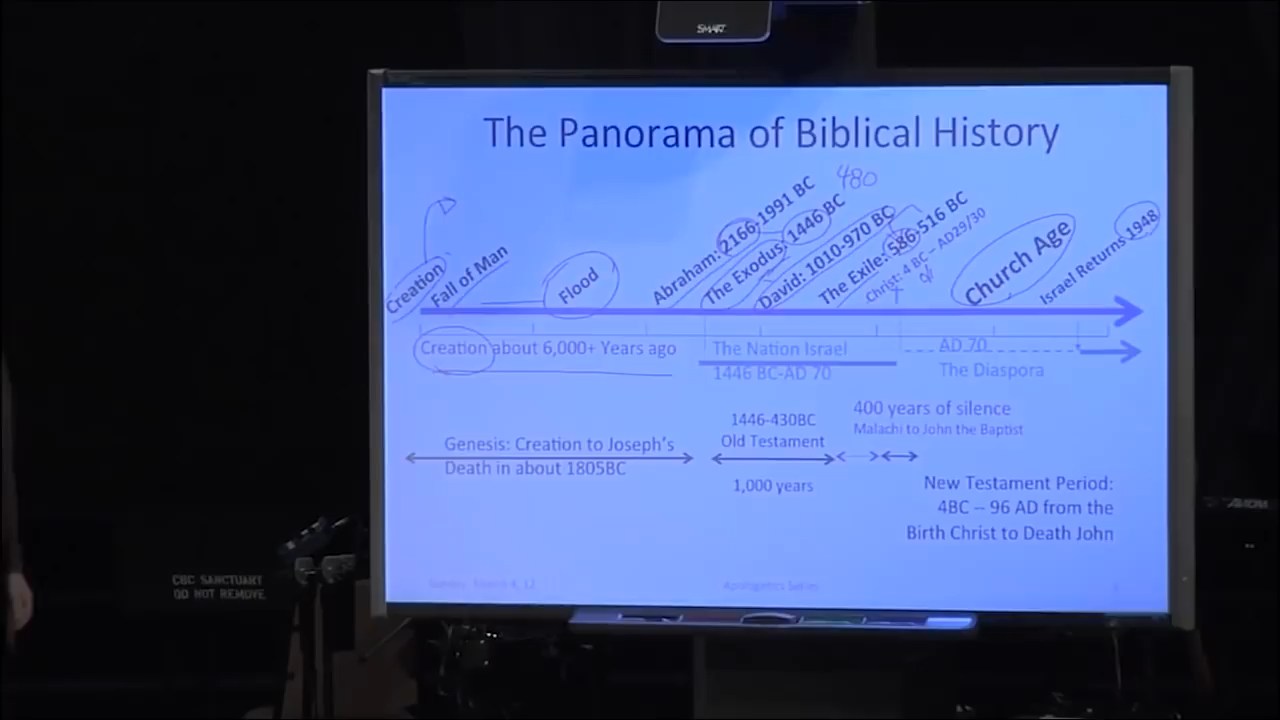 SMART
The Panorama of Biblical History
480
Creation
Fall of Man
Flood
Abraham: 2166-1991 BC
The Exodus: 1446 BC
David: 1010-970 BC
The Exile: 586-516 BC
Christ: 4 BC – AD29/30
Church Age
Israel Returns 1948
Creation about 6,000+ Years ago
The Nation Israel
1446 BC-AD 70
AD 70
The Diaspora
Genesis: Creation to Joseph's
Death in about 1805BC
1446-430BC
Old Testament
1,000 years
400 years of silence
Malachi to John the Baptist
New Testament Period:
4BC – 96 AD from the
Birth Christ to Death John
Apologetics Series
CBC SANCTUARY
DO NOT REMOVE